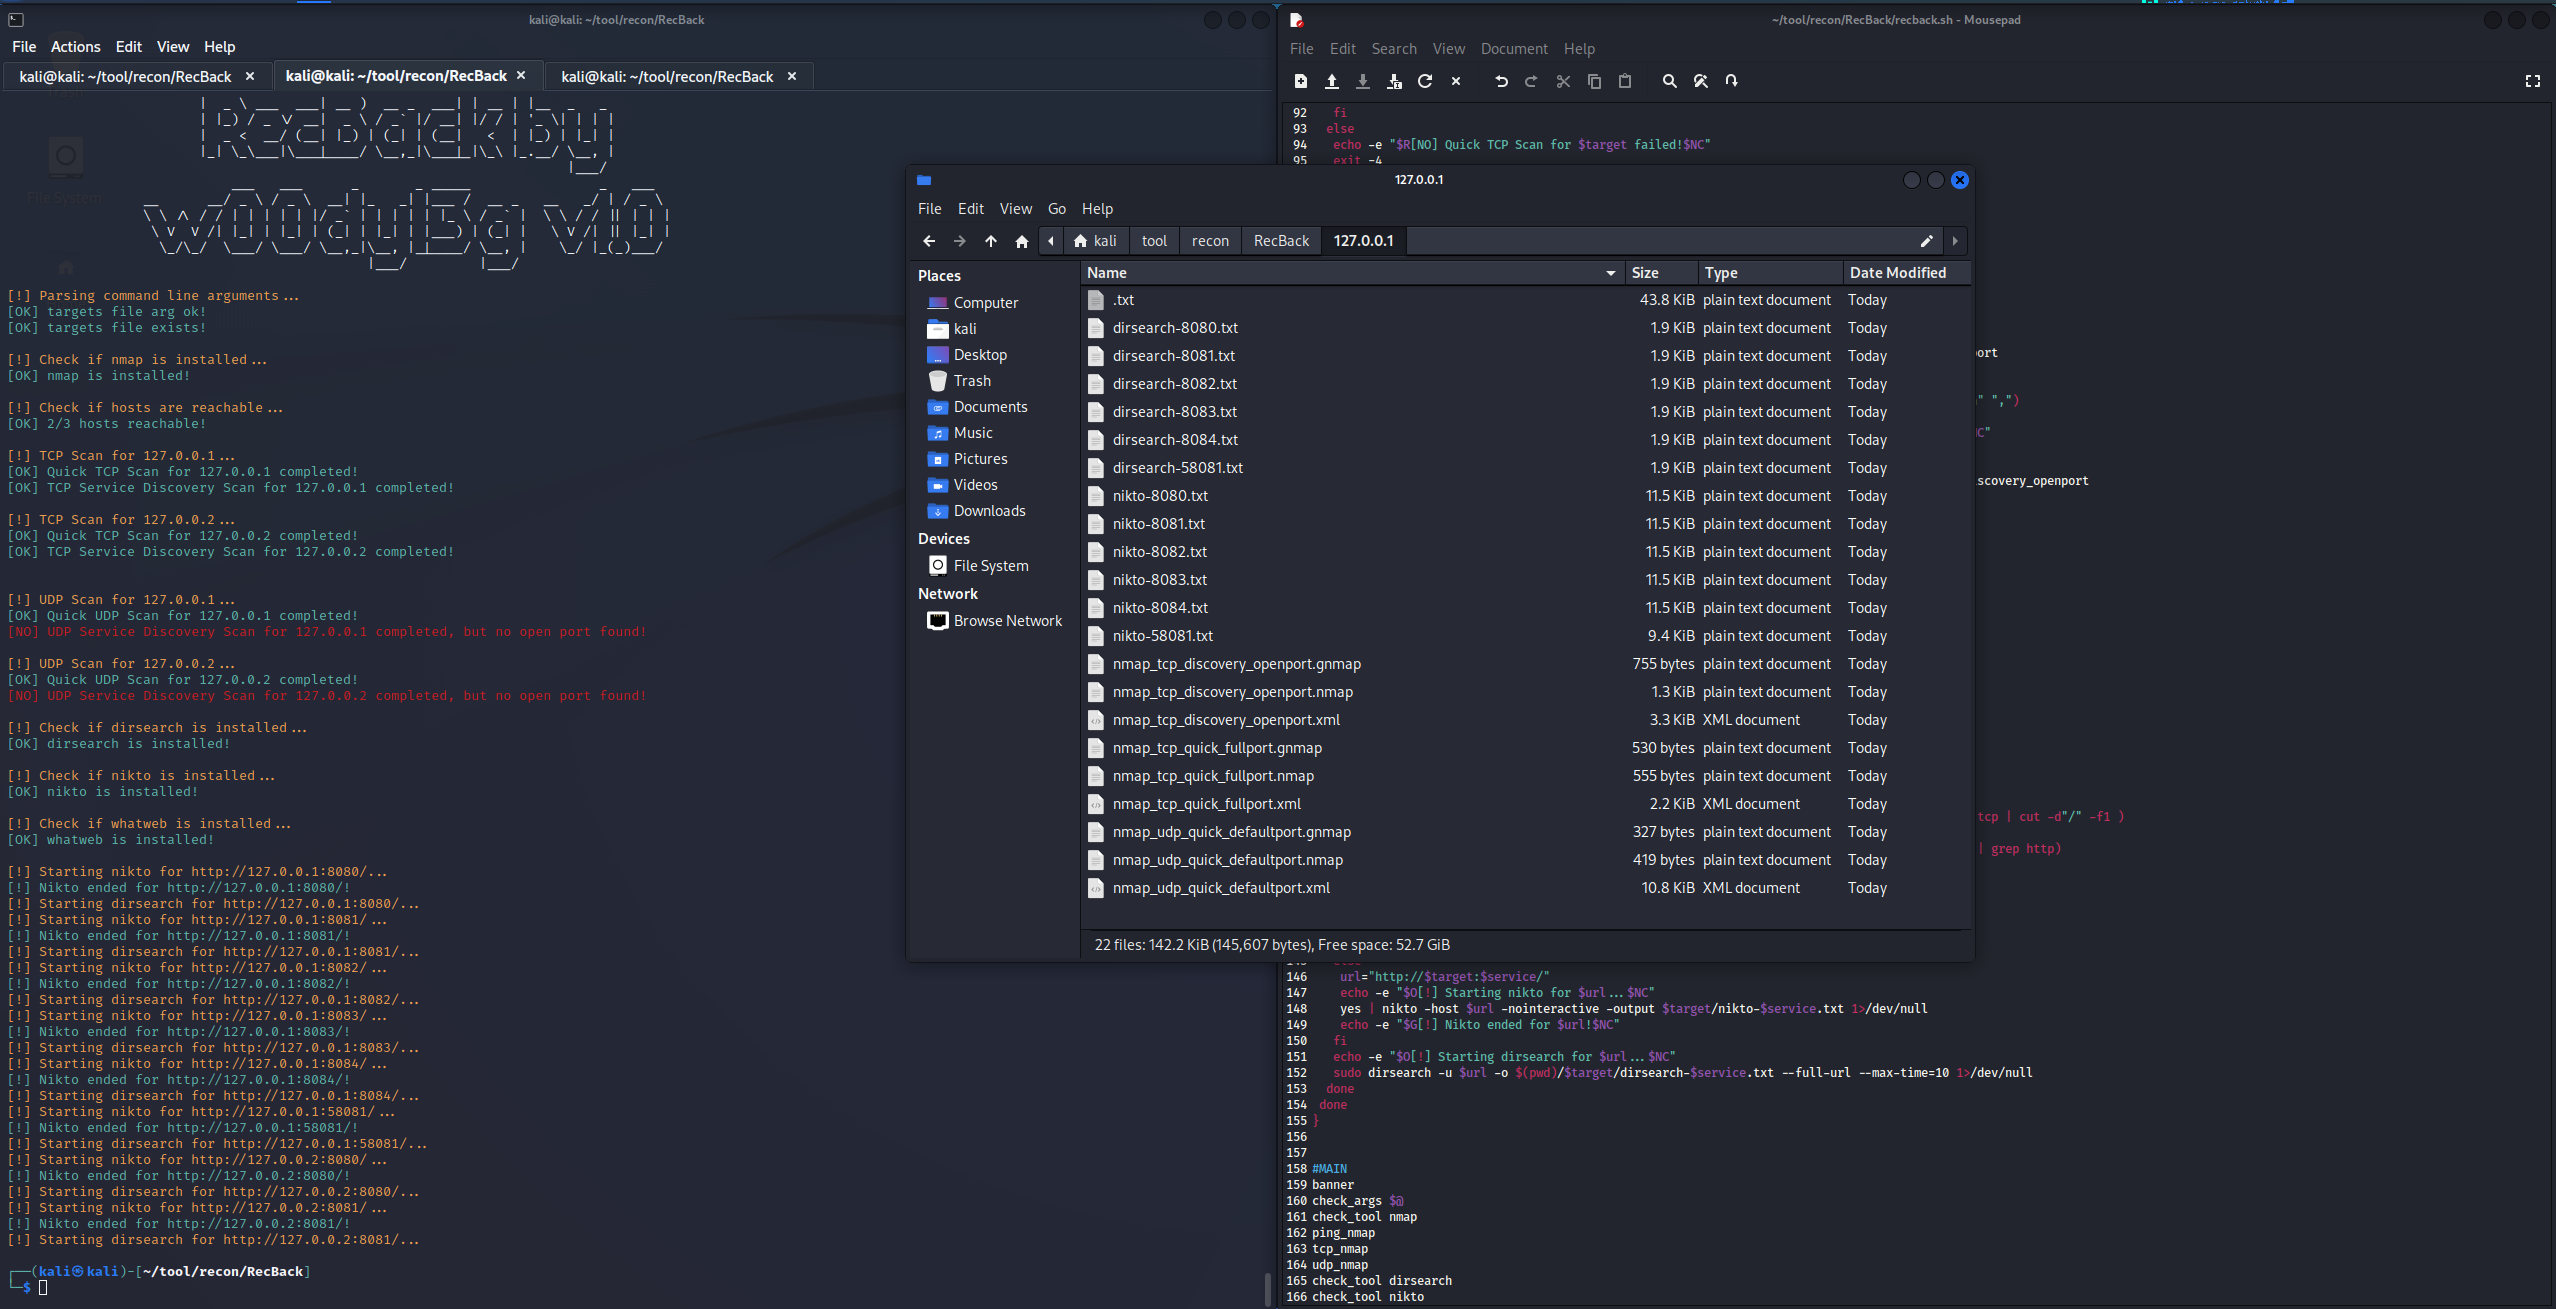 kali@kali: ~/tool/recon/RecBack
File Actions Edit View Help
kali@kali: ~/tool/recon/RecBack × kali@kali: ~/tool/recon/RecBack × kali@kali: ~/tool/recon/RecBack ×
RecBack by
w00dyl3a v1.0
[!] Parsing command line arguments...
[OK] targets file arg ok!
[OK] targets file exists!
[!] Check if nmap is installed...
[OK] nmap is installed!
[!] Check if hosts are reachable...
[OK] 2/3 hosts reachable!
[!] TCP Scan for 127.0.0.1...
[OK] Quick TCP Scan for 127.0.0.1 completed!
[OK] TCP Service Discovery Scan for 127.0.0.1 completed!
[!] TCP Scan for 127.0.0.2...
[OK] Quick TCP Scan for 127.0.0.2 completed!
[OK] TCP Service Discovery Scan for 127.0.0.2 completed!
[!] UDP Scan for 127.0.0.1...
[OK] Quick UDP Scan for 127.0.0.1 completed!
[NO] UDP Service Discovery Scan for 127.0.0.1 completed, but no open port found!
[!] UDP Scan for 127.0.0.2...
[OK] Quick UDP Scan for 127.0.0.2 completed!
[NO] UDP Service Discovery Scan for 127.0.0.2 completed, but no open port found!
[!] Check if dirsearch is installed...
[OK] dirsearch is installed!
[!] Check if nikto is installed...
[OK] nikto is installed!
[!] Check if whatweb is installed...
[OK] whatweb is installed!
[!] Starting nikto for http://127.0.0.1:8080/...
[!] Nikto ended for http://127.0.0.1:8080/!
[!] Starting dirsearch for http://127.0.0.1:8080/...
[!] Starting nikto for http://127.0.0.1:8081/...
[!] Nikto ended for http://127.0.0.1:8081/!
[!] Starting dirsearch for http://127.0.0.1:8081/...
[!] Starting nikto for http://127.0.0.1:8082/...
[!] Nikto ended for http://127.0.0.1:8082/!
[!] Starting dirsearch for http://127.0.0.1:8082/...
[!] Starting nikto for http://127.0.0.1:8083/...
[!] Nikto ended for http://127.0.0.1:8083/!
[!] Starting dirsearch for http://127.0.0.1:8083/...
[!] Starting nikto for http://127.0.0.1:8084/...
[!] Nikto ended for http://127.0.0.1:8084/!
[!] Starting dirsearch for http://127.0.0.1:8084/...
[!] Starting nikto for http://127.0.0.1:58081/...
[!] Nikto ended for http://127.0.0.1:58081/!
[!] Starting dirsearch for http://127.0.0.1:58081/...
[!] Starting nikto for http://127.0.0.2:8080/...
[!] Nikto ended for http://127.0.0.2:8080/!
[!] Starting dirsearch for http://127.0.0.2:8080/...
[!] Starting nikto for http://127.0.0.2:8081/...
[!] Nikto ended for http://127.0.0.2:8081/!
[!] Starting dirsearch for http://127.0.0.2:8081/...
┌──(kali㉿kali)-[~/tool/recon/RecBack]
└─$
File System
127.0.0.1
File Edit View Go Help
kali tool recon RecBack 127.0.0.1
Places
Computer
kali
Desktop
Trash
Documents
Music
Pictures
Videos
Downloads
Devices
File System
Network
Browse Network
Name Size Type Date Modified
.txt 43.8 KiB plain text document Today
dirsearch-8080.txt 1.9 KiB plain text document Today
dirsearch-8081.txt 1.9 KiB plain text document Today
dirsearch-8082.txt 1.9 KiB plain text document Today
dirsearch-8083.txt 1.9 KiB plain text document Today
dirsearch-8084.txt 1.9 KiB plain text document Today
dirsearch-58081.txt 1.9 KiB plain text document Today
nikto-8080.txt 11.5 KiB plain text document Today
nikto-8081.txt 11.5 KiB plain text document Today
nikto-8082.txt 11.5 KiB plain text document Today
nikto-8083.txt 11.5 KiB plain text document Today
nikto-8084.txt 11.5 KiB plain text document Today
nikto-58081.txt 9.4 KiB plain text document Today
nmap_tcp_discovery_openport.gnmap 755 bytes plain text document Today
nmap_tcp_discovery_openport.nmap 1.3 KiB plain text document Today
nmap_tcp_discovery_openport.xml 3.3 KiB XML document Today
nmap_tcp_quick_fullport.gnmap 530 bytes plain text document Today
nmap_tcp_quick_fullport.nmap 555 bytes plain text document Today
nmap_tcp_quick_fullport.xml 2.2 KiB XML document Today
nmap_udp_quick_defaultport.gnmap 327 bytes plain text document Today
nmap_udp_quick_defaultport.nmap 419 bytes plain text document Today
nmap_udp_quick_defaultport.xml 10.8 KiB XML document Today
22 files: 142.2 KiB (145,607 bytes), Free space: 52.7 GiB
~/tool/recon/RecBack/recback.sh - Mousepad
File Edit Search View Document Help
92 fi
93 else
94 echo -e "$R[NO] Quick TCP Scan for $target failed!$NC"
95 exit -4
ort
" ",")
C"
scovery_openport
tcp | cut -d"/" -f1 )
| grep http)
146 url="http://$target:$service/"
147 echo -e "$O[!] Starting nikto for $url...$NC"
148 yes | nikto -host $url -nointeractive -output $target/nikto-$service.txt 1>/dev/null
149 echo -e "$G[!] Nikto ended for $url!$NC"
150 fi
151 echo -e "$O[!] Starting dirsearch for $url...$NC"
152 sudo dirsearch -u $url -o $(pwd)/$target/dirsearch-$service.txt --full-url --max-time=10 1>/dev/null
153 done
154 done
155 }
156
157
158 #MAIN
159 banner
160 check_args $@
161 check_tool nmap
162 ping_nmap
163 tcp_nmap
164 udp_nmap
165 check_tool dirsearch
166 check_tool nikto